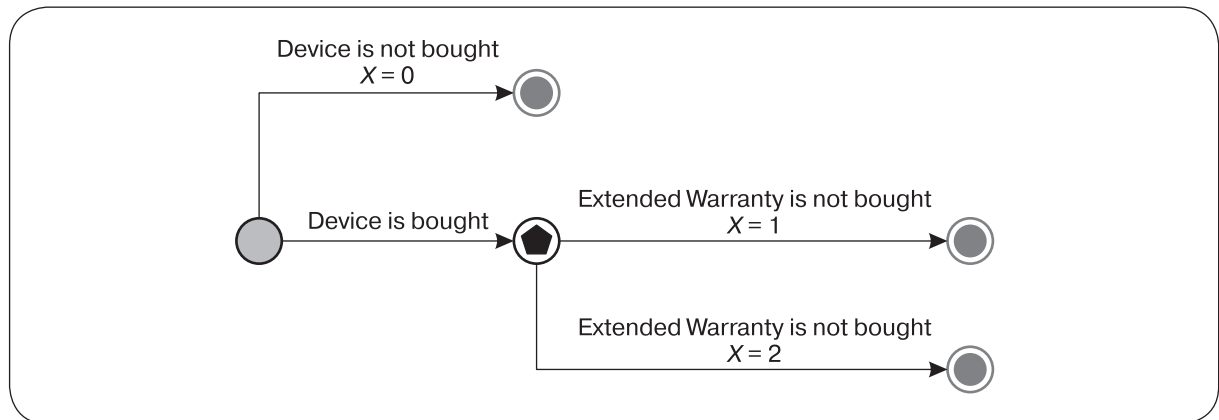 Device is not bought
X = 0
Device is bought
Extended Warranty is not bought
X = 1
Extended Warranty is not bought
X = 2